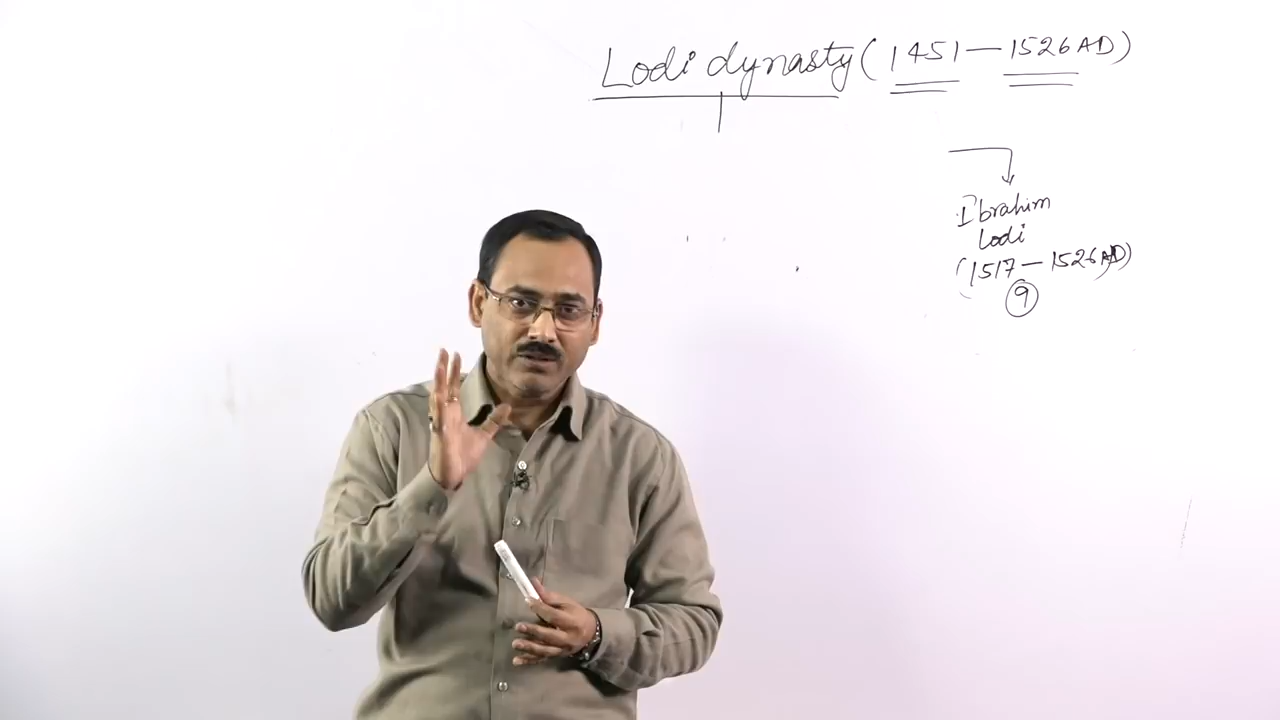 Lodi dynasty (1451 — 1526 AD)
Ibrahim
Lodi
(1517 — 1526 AD)
9